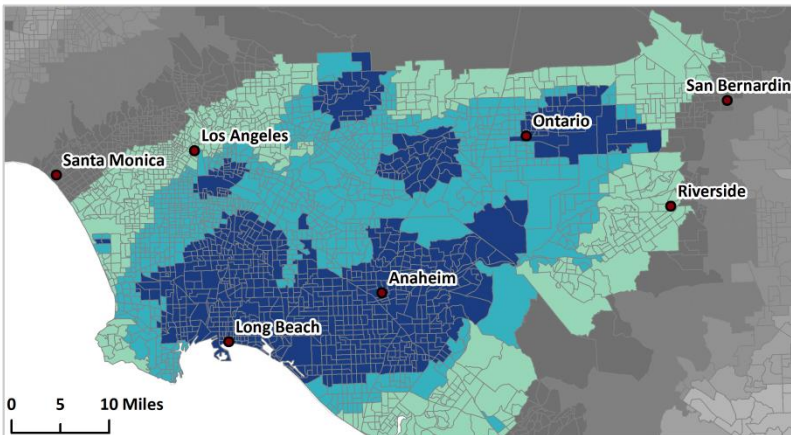 San Bernardin
Los Angeles
Ontario
Santa Monica
Riverside
Anaheim
Long Beach
0 5 10 Miles